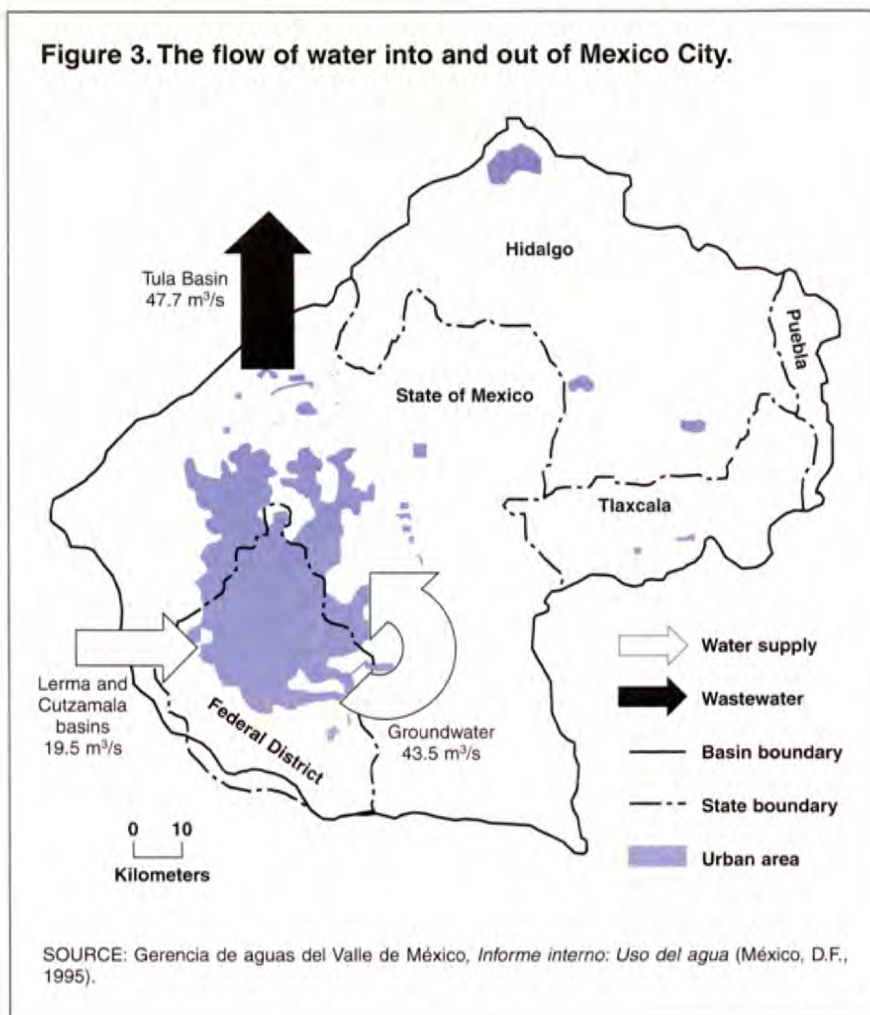 Figure 3. The flow of water into and out of Mexico City.
Tula Basin
47.7 m³/s
Hidalgo
Puebla
State of Mexico
Tlaxcala
Lerma and
Cutzamala
basins
19.5 m³/s
Federal District
Groundwater
43.5 m³/s
0 10
Kilometers
Water supply
Wastewater
Basin boundary
State boundary
Urban area
SOURCE: Gerencia de aguas del Valle de México, Informe interno: Uso del agua (México, D.F.,
1995).